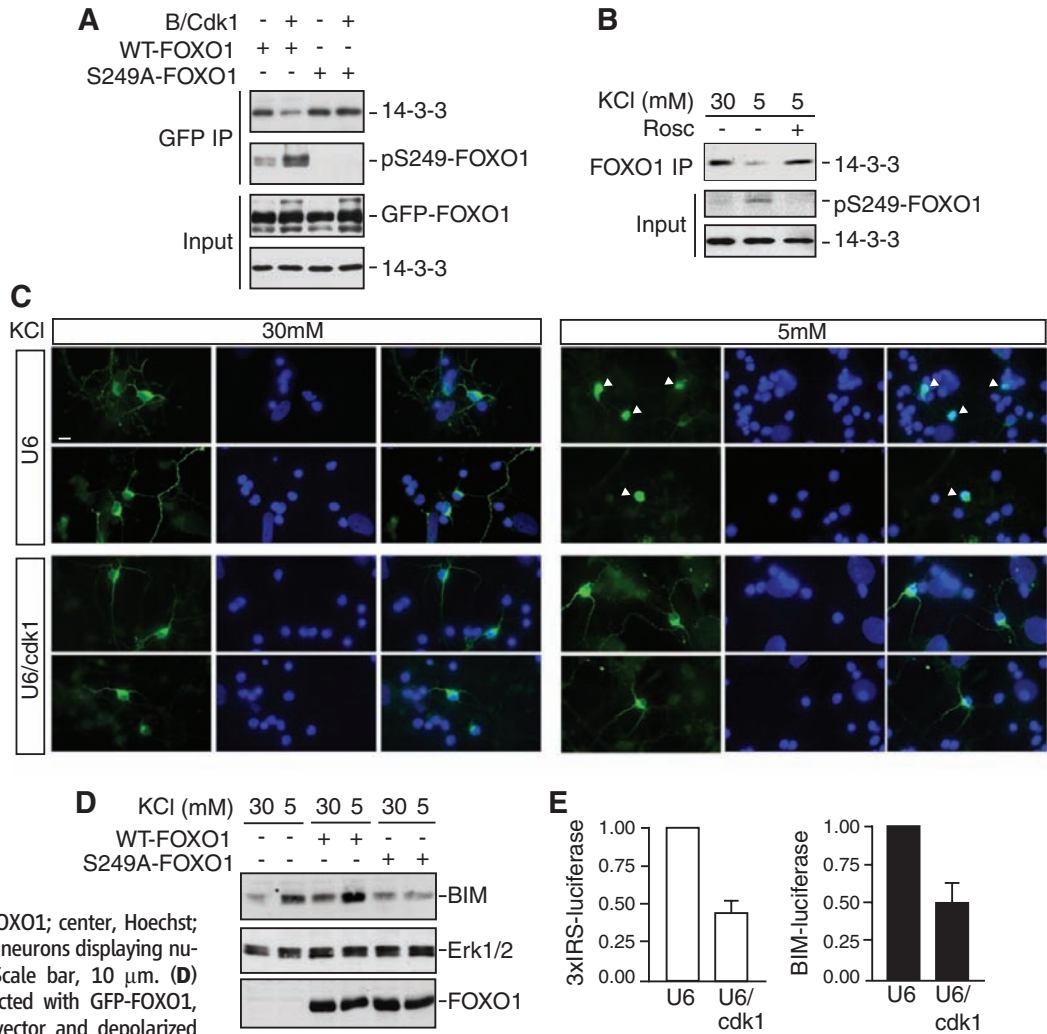 A
B/Cdk1 - + - +
WT-FOXO1 + + - -
S249A-FOXO1 - - + +
GFP IP
- 14-3-3
- pS249-FOXO1
Input
- GFP-FOXO1
- 14-3-3
B
KCl (mM) 30 5 5
Rosc - - +
FOXO1 IP
- 14-3-3
Input
- pS249-FOXO1
- 14-3-3
C
KCl 30mM 5mM
U6
U6/cdk1
D
KCl (mM) 30 5 30 5 30 5
WT-FOXO1 - - + + - -
S249A-FOXO1 - - - - + +
-BIM
-Erk1/2
-FOXO1
OXO1; center, Hoechst;
neurons displaying nu-
Scale bar, 10 μm. (D)
cted with GFP-FOXO1,
vector and depolarized
E
3xIRS-luciferase
1.00
0.75
0.50
0.25
0.00
U6 U6/
cdk1
BIM-luciferase
1.00
0.75
0.50
0.25
0.00
U6 U6/
cdk1